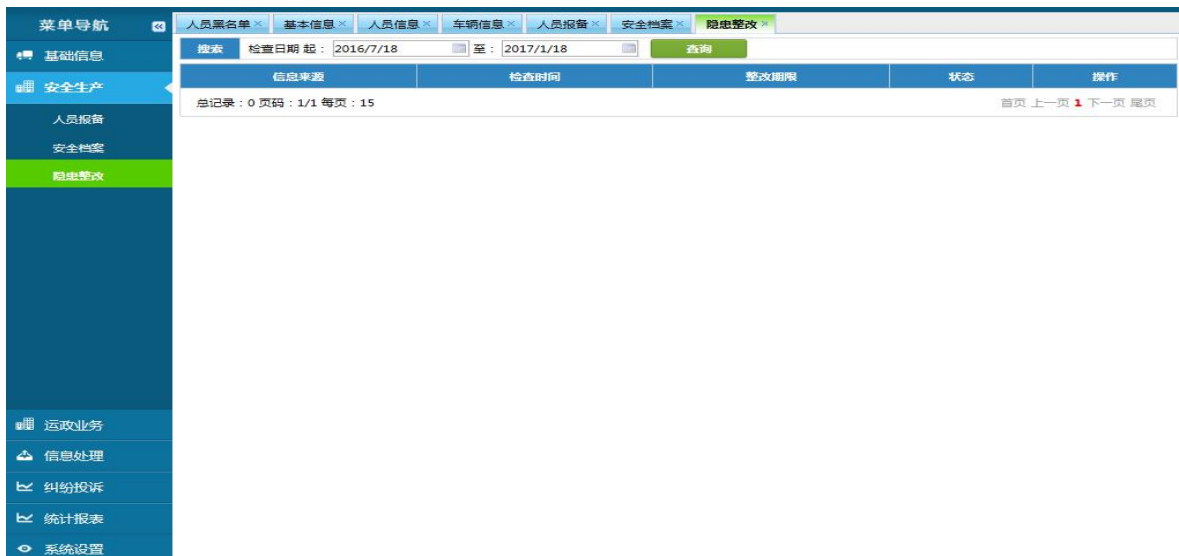 菜单导航
人员黑名单× 基本信息× 人员信息× 车辆信息× 人员报备× 安全档案× 隐患整改×
基础信息
搜索 检查日期 起：2016/7/18 至：2017/1/18 查询
安全生产
信息来源 检查时间 整改期限 状态 操作
总记录：0 页码：1/1 每页：15 首页 上一页 1 下一页 尾页
人员报备
安全档案
隐患整改
运政业务
信息处理
纠纷投诉
统计报表
系统设置